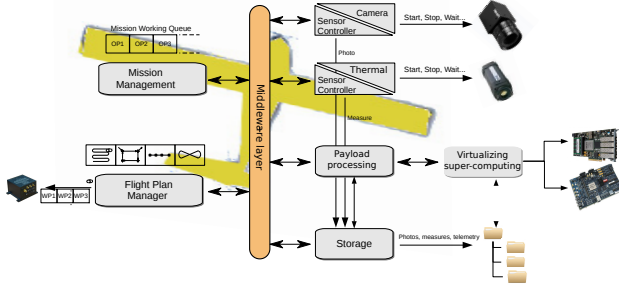 Mission Working Queue
OP1 OP2 OP3
Mission
Management
Flight Plan
Manager
WP1 WP2 WP3
Middleware layer
Camera
Sensor
Controller
Start, Stop, Wait...
Photo
Thermal
Sensor
Controller
Start, Stop, Wait...
Measure
Payload
processing
Virtualizing
super-computing
Storage
Photos, measures, telemetry